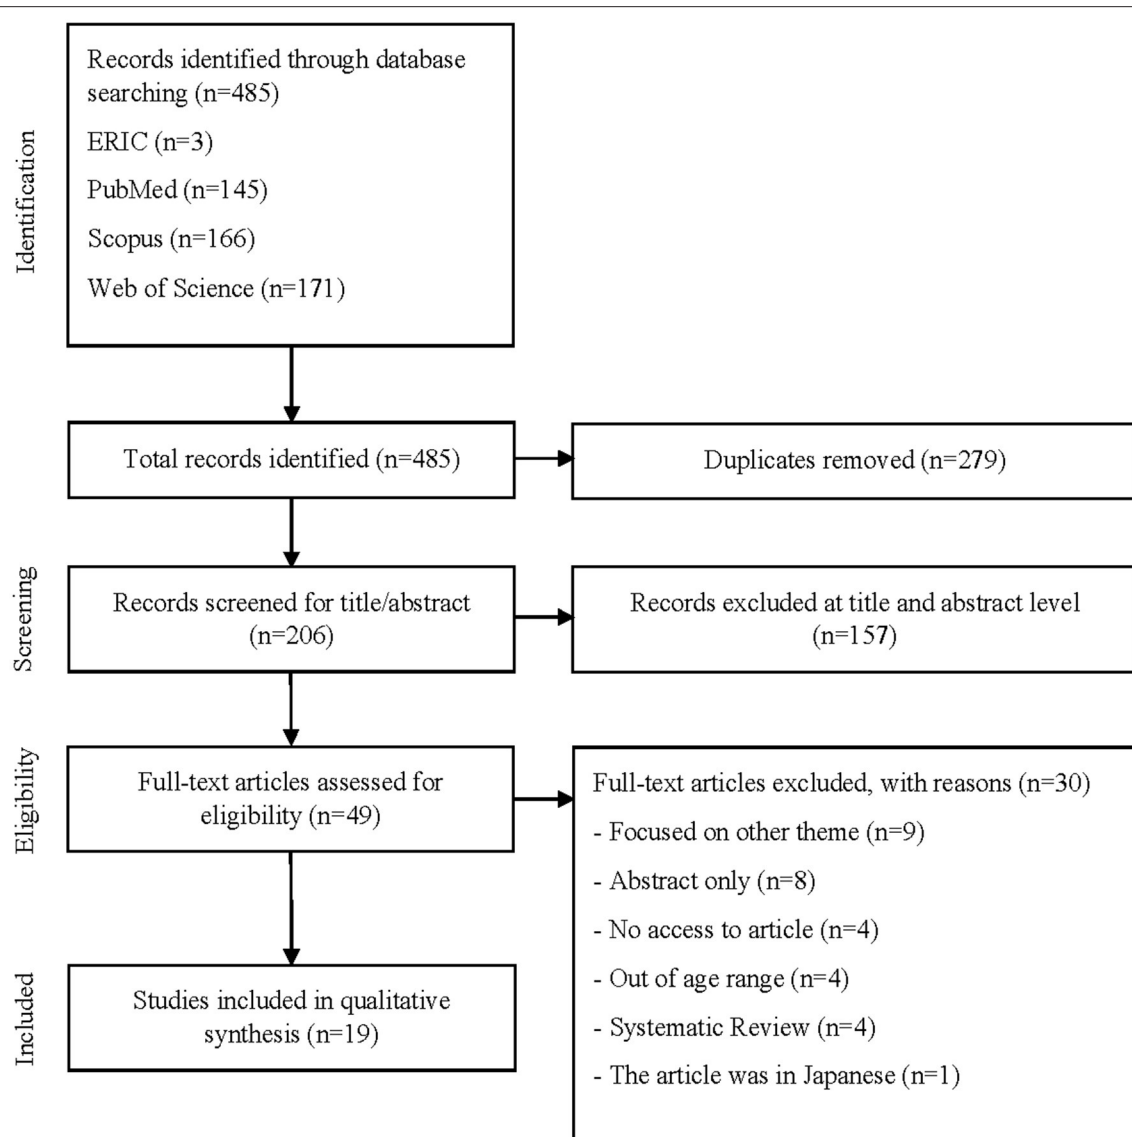 Identification
Records identified through database
searching (n=485)
ERIC (n=3)
PubMed (n=145)
Scopus (n=166)
Web of Science (n=171)
Total records identified (n=485)
Duplicates removed (n=279)
Screening
Records screened for title/abstract
(n=206)
Records excluded at title and abstract level
(n=157)
Eligibility
Full-text articles assessed for
eligibility (n=49)
Full-text articles excluded, with reasons (n=30)
- Focused on other theme (n=9)
- Abstract only (n=8)
- No access to article (n=4)
- Out of age range (n=4)
- Systematic Review (n=4)
- The article was in Japanese (n=1)
Included
Studies included in qualitative
synthesis (n=19)